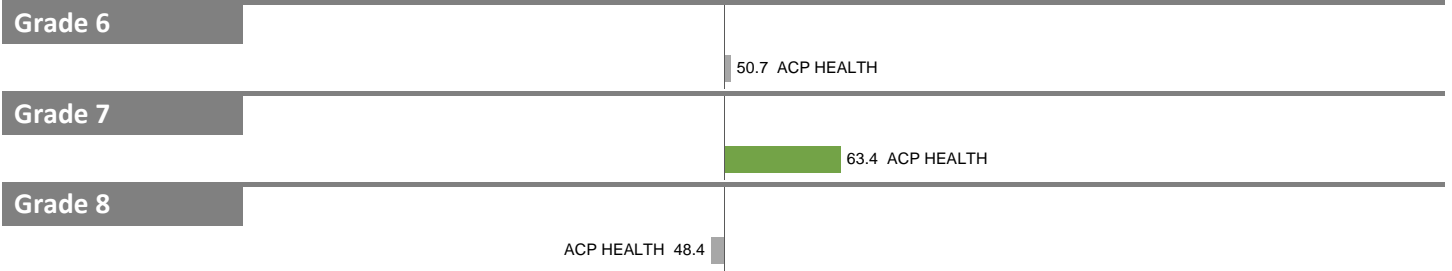 Grade 6
50.7 ACP HEALTH
Grade 7
63.4 ACP HEALTH
Grade 8
ACP HEALTH 48.4